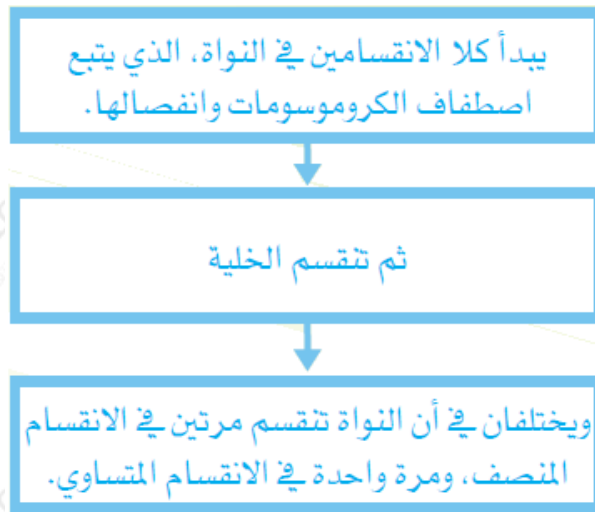 يبدأ كلا الانقسامين في النواة، الذي يتبع
اصطفاف الكروموسومات وانفصالها.
ثم تنقسم الخلية
ويختلفان في أن النواة تنقسم مرتين في الانقسام
المنصف، ومرة واحدة في الانقسام المتساوي.